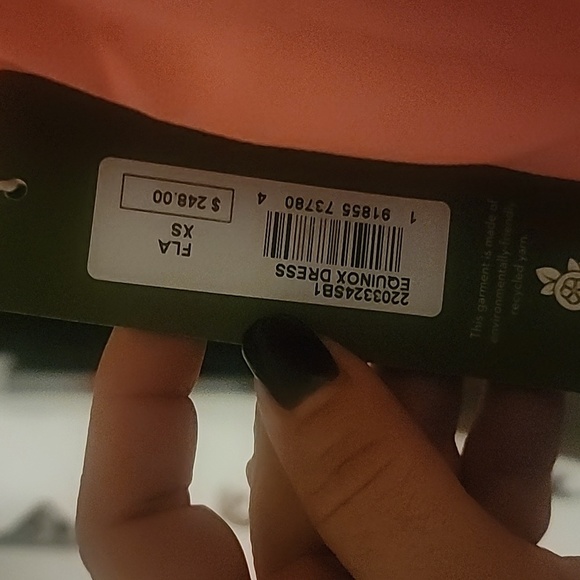 2203324SB1
EQUINOX DRESS
1 91855 73780 4
FLA
XS
$ 248.00
This garment is made of
environmentally-friendly
recycled yarn